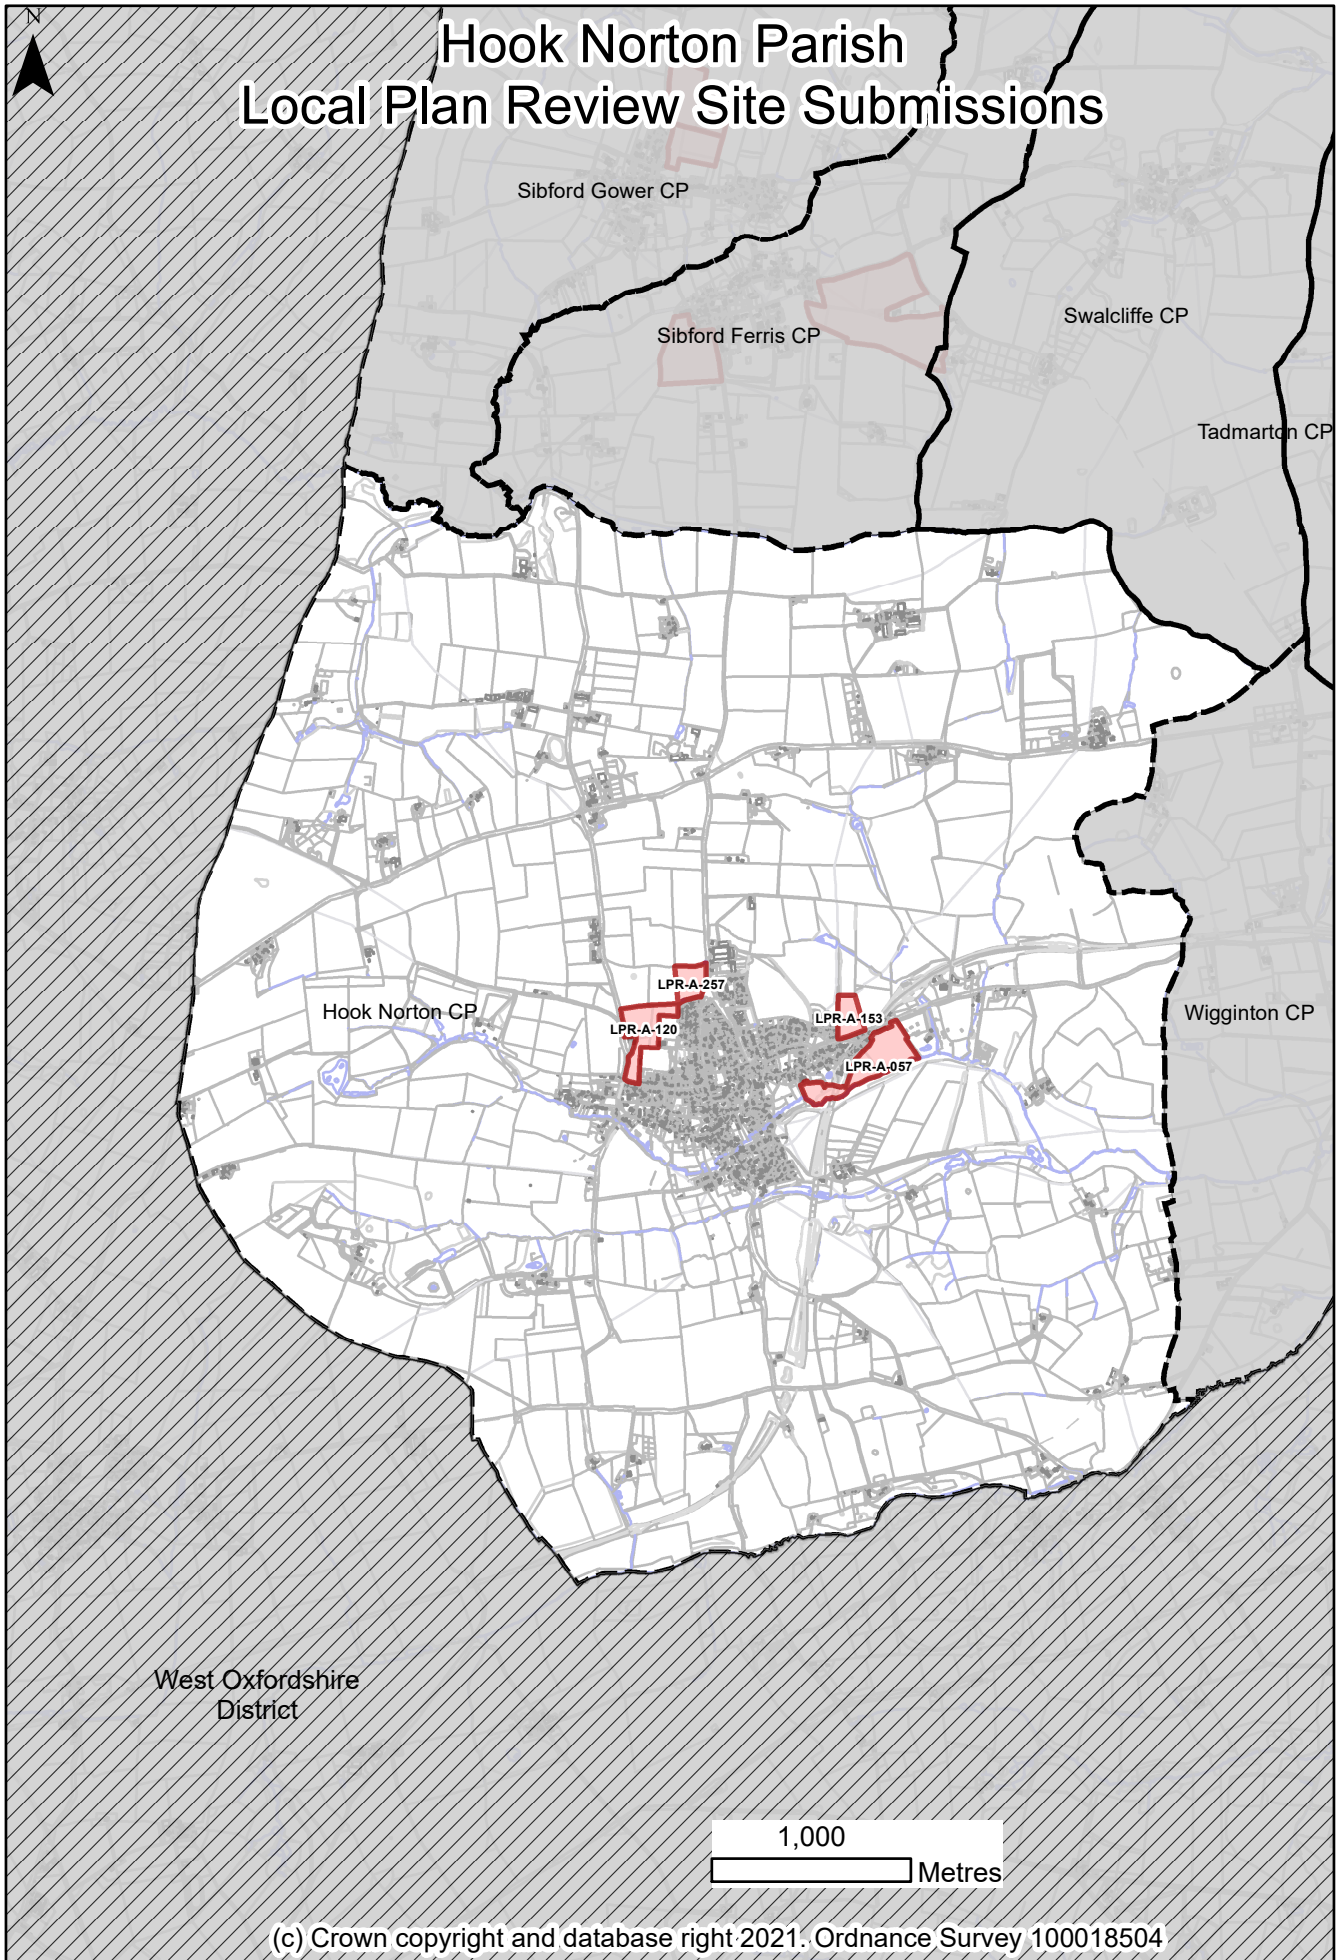 N
Hook Norton Parish
Local Plan Review Site Submissions
Sibford Gower CP
Swalcliffe CP
Sibford Ferris CP
Tadmarton CP
LPR-A-257
Hook Norton CP
LPR-A-120
LPR-A-153
Wigginton CP
LPR-A-057
West Oxfordshire
District
1,000
Metres
(c) Crown copyright and database right 2021. Ordnance Survey 100018504